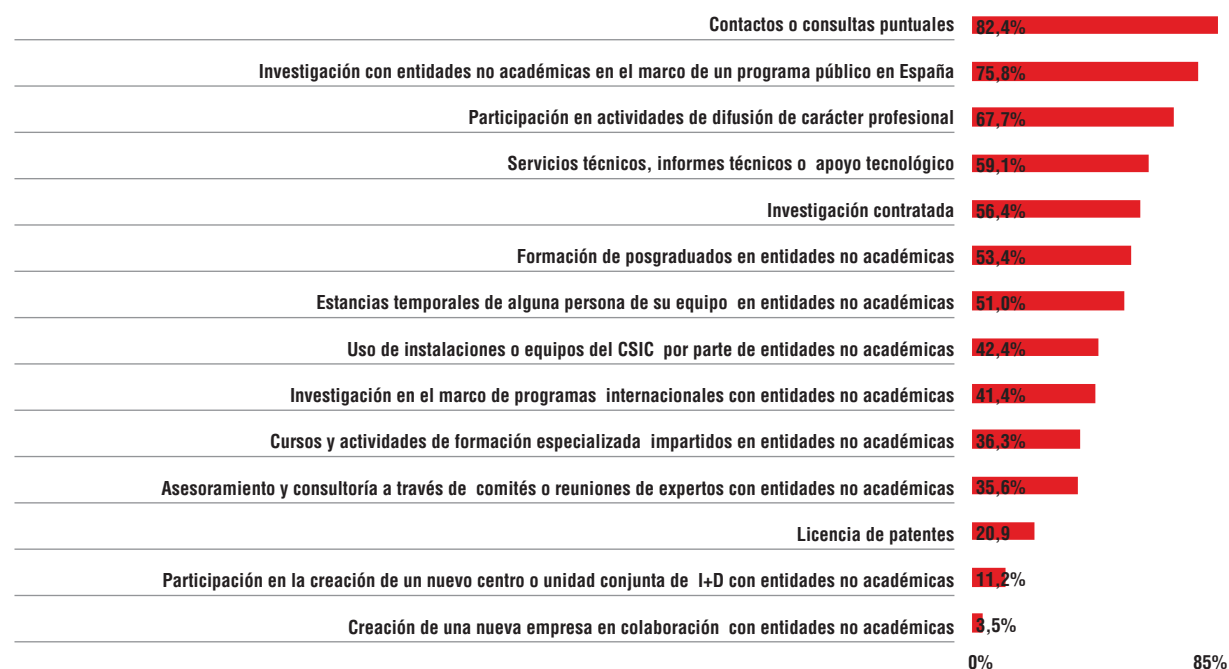 Contactos o consultas puntuales 82,4%
Investigación con entidades no académicas en el marco de un programa público en España 75,8%
Participación en actividades de difusión de carácter profesional 67,7%
Servicios técnicos, informes técnicos o apoyo tecnológico 59,1%
Investigación contratada 56,4%
Formación de posgraduados en entidades no académicas 53,4%
Estancias temporales de alguna persona de su equipo en entidades no académicas 51,0%
Uso de instalaciones o equipos del CSIC por parte de entidades no académicas 42,4%
Investigación en el marco de programas internacionales con entidades no académicas 41,4%
Cursos y actividades de formación especializada impartidos en entidades no académicas 36,3%
Asesoramiento y consultoría a través de comités o reuniones de expertos con entidades no académicas 35,6%
Licencia de patentes 20,9
Participación en la creación de un nuevo centro o unidad conjunta de I+D con entidades no académicas 11,2%
Creación de una nueva empresa en colaboración con entidades no académicas 3,5%
0% 85%